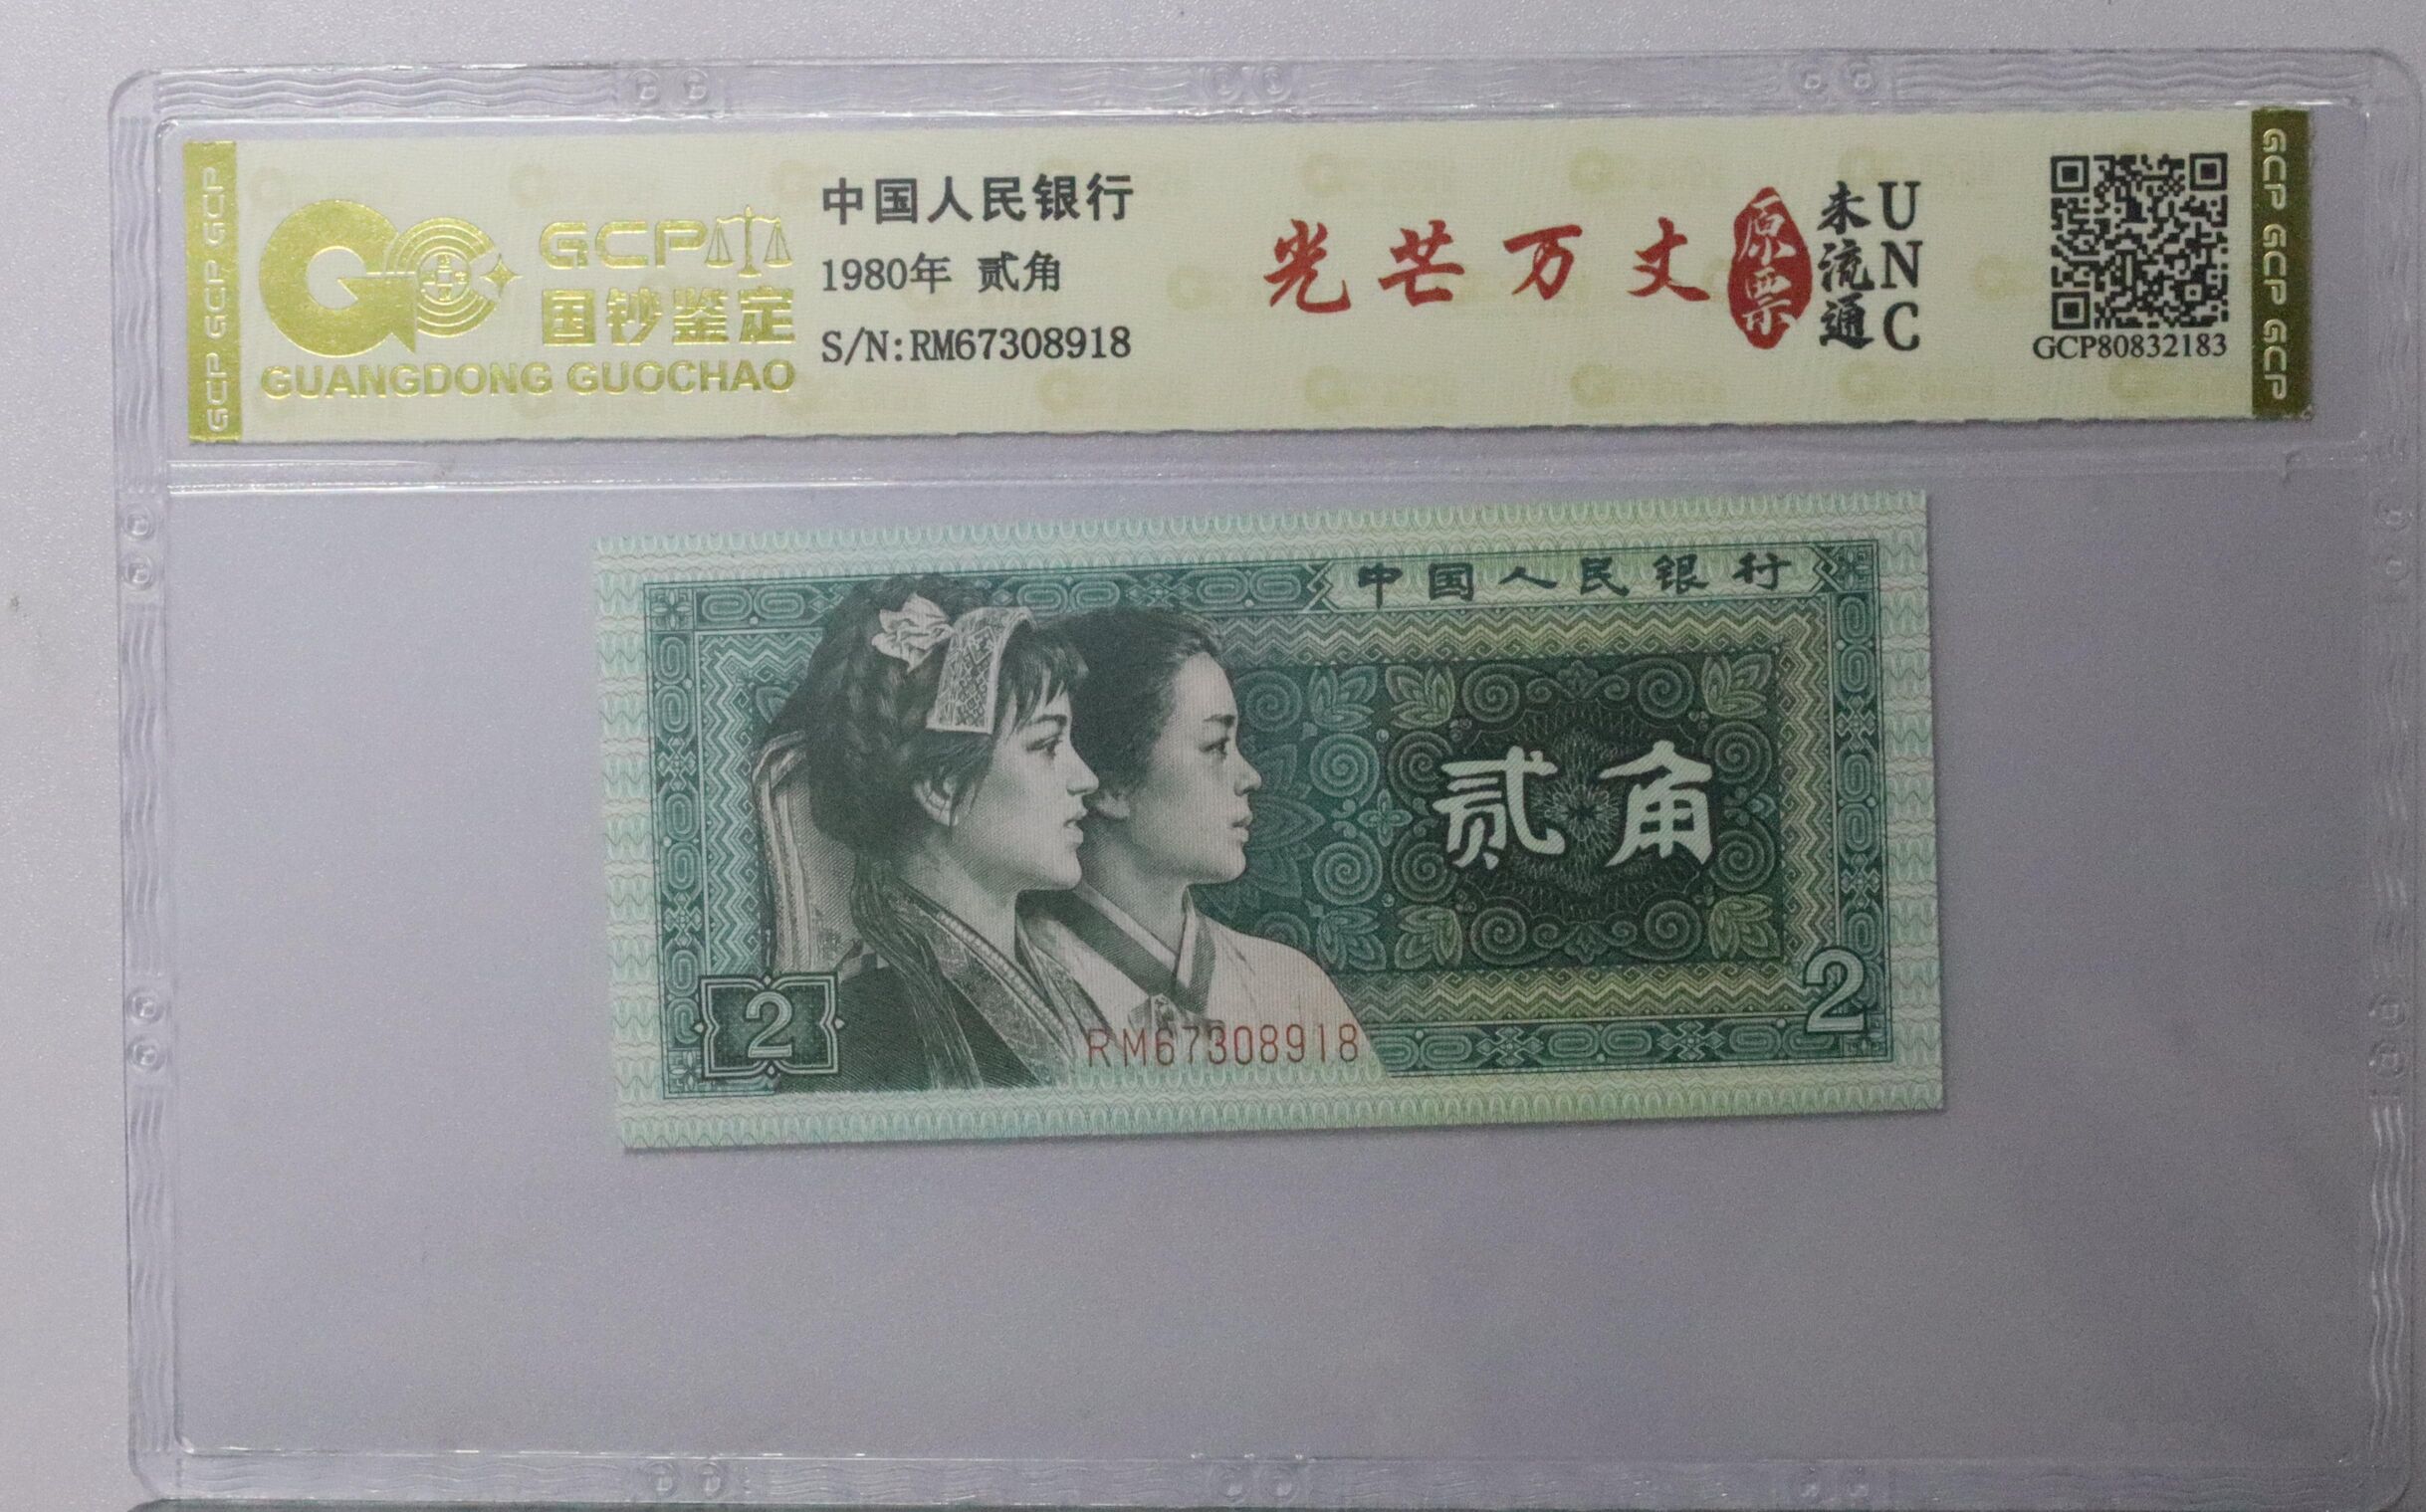 GCP GCP GCP
GCP
国钞鉴定
GUANGDONG GUOCHAO
中国人民银行
1980年 贰角
S/N:RM67308918
光芒万丈
原票
未流通
UNC
GCP80832183
GCP GCP GCP GCP
中国人民银行
贰角
2
2
RM67308918